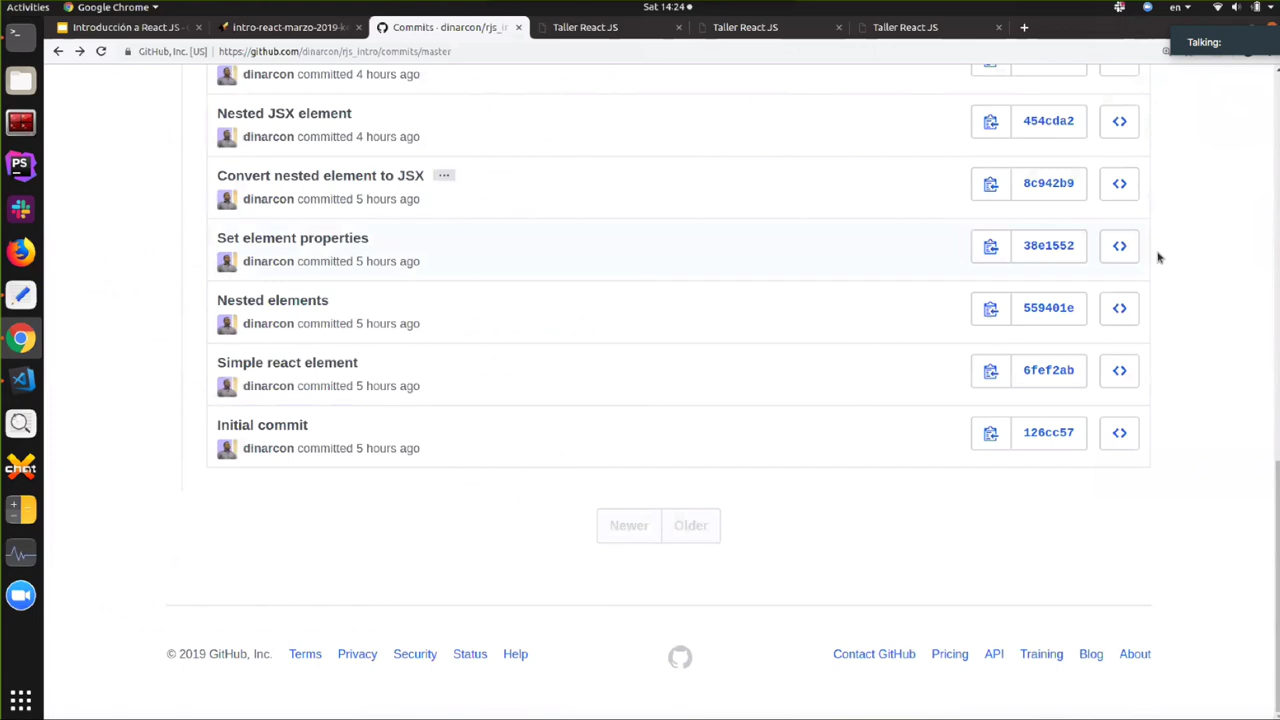 Activities
Google Chrome
Sat 14:24
en
Introducción a React JS -
intro-react-marzo-2019-k
Commits · dinarcon/rjs_i
Taller React JS
Taller React JS
Taller React JS
GitHub, Inc. [US]
https://github.com/dinarcon/rjs_intro/commits/master
Talking:
dinarcon committed 4 hours ago
Nested JSX element
dinarcon committed 4 hours ago
454cda2
Convert nested element to JSX
dinarcon committed 5 hours ago
8c942b9
Set element properties
dinarcon committed 5 hours ago
38e1552
Nested elements
dinarcon committed 5 hours ago
559401e
Simple react element
dinarcon committed 5 hours ago
6fef2ab
Initial commit
dinarcon committed 5 hours ago
126cc57
Newer Older
© 2019 GitHub, Inc. Terms Privacy Security Status Help
Contact GitHub Pricing API Training Blog About
PS
chat